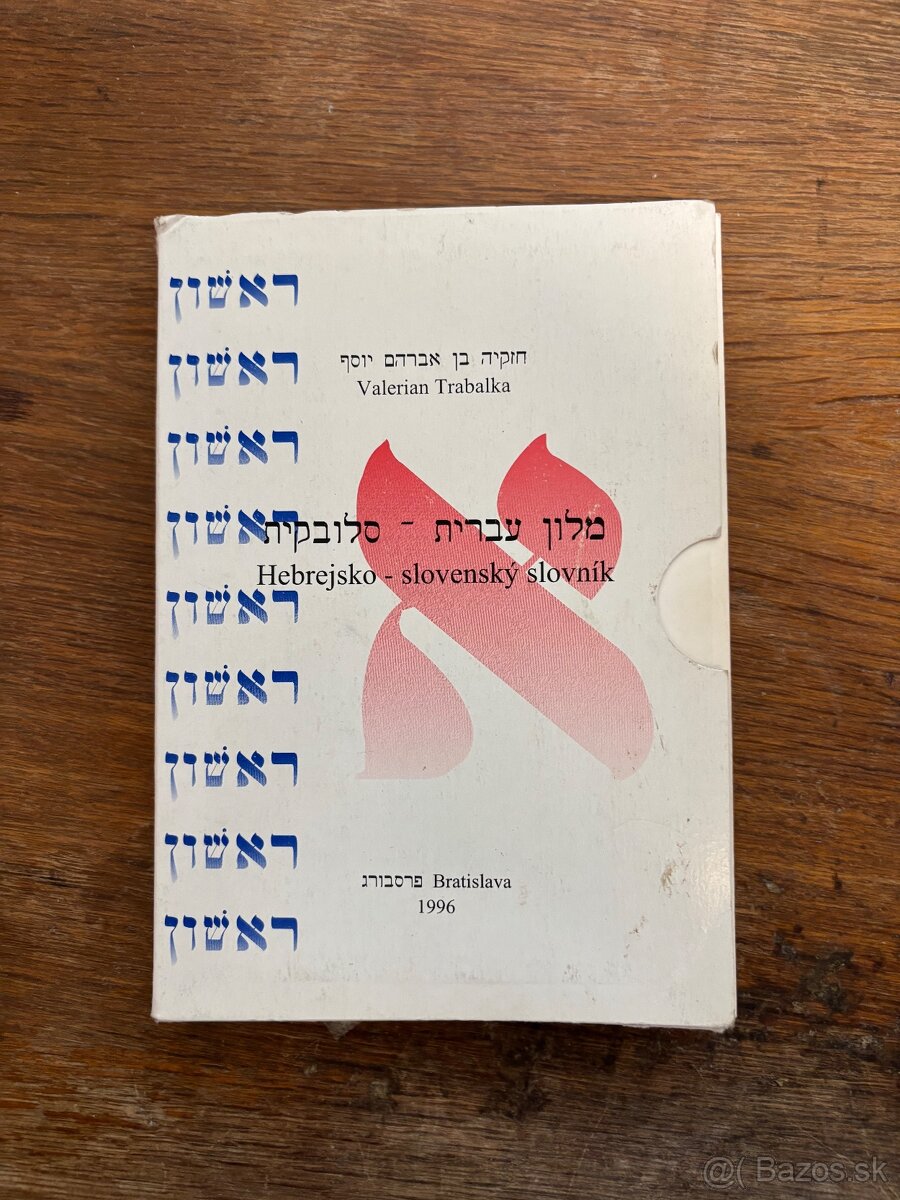 ראשון
ראשון
ראשון
ראשון
ראשון
ראשון
ראשון
ראשון
ראשון
חזקיה בן אברהם יוסף
Valerian Trabalka
מלון עברית - סלובקית
Hebrejsko - slovenský slovník
פרסבורג Bratislava
1996
@( Bazos.sk